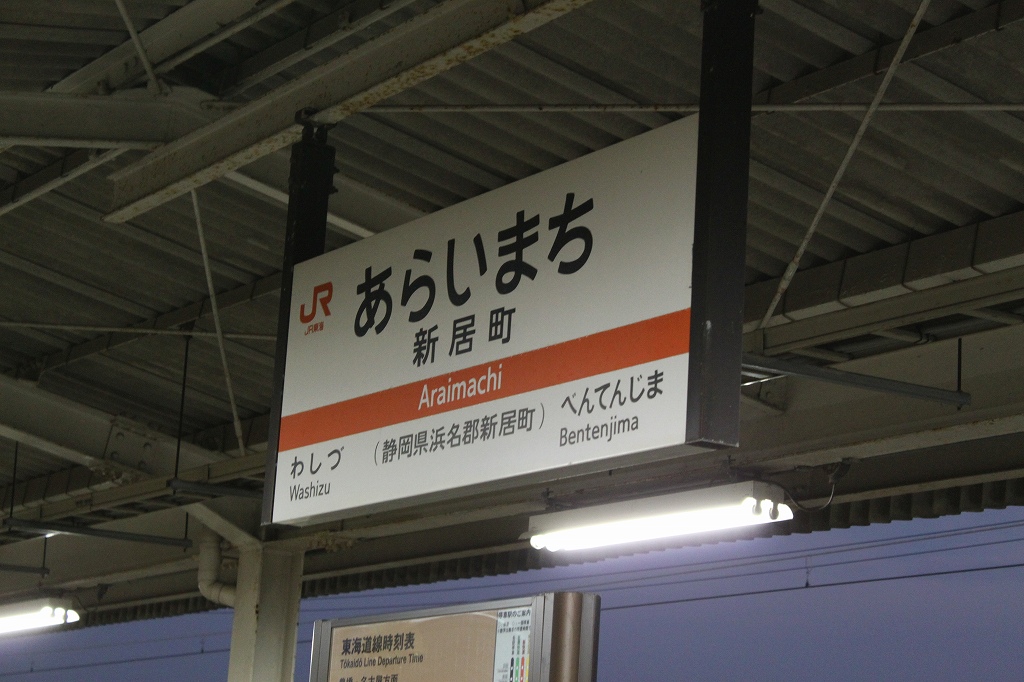 JR
JR東海
あらいまち
新居町
Araimachi
わしづ
Washizu
（静岡県浜名郡新居町）
べんてんじま
Bentenjima
東海道線時刻表
Tōkaidō Line Departure Time